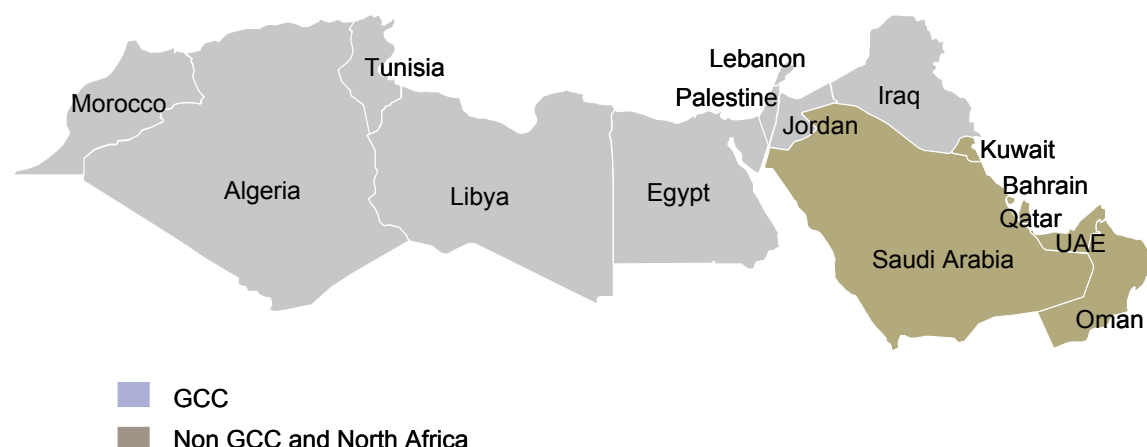 Lebanon
Tunisia
Palestine
Iraq
Morocco
Jordan
Kuwait
Algeria
Libya
Egypt
Bahrain
Qatar
UAE
Saudi Arabia
Oman
GCC
Non GCC and North Africa